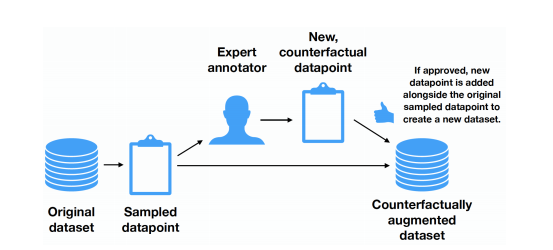 New,
counterfactual
datapoint
Expert
annotator
If approved, new
datapoint is added
alongside the original
sampled datapoint to
create a new dataset.
Original
dataset
Sampled
datapoint
Counterfactually
augmented
dataset